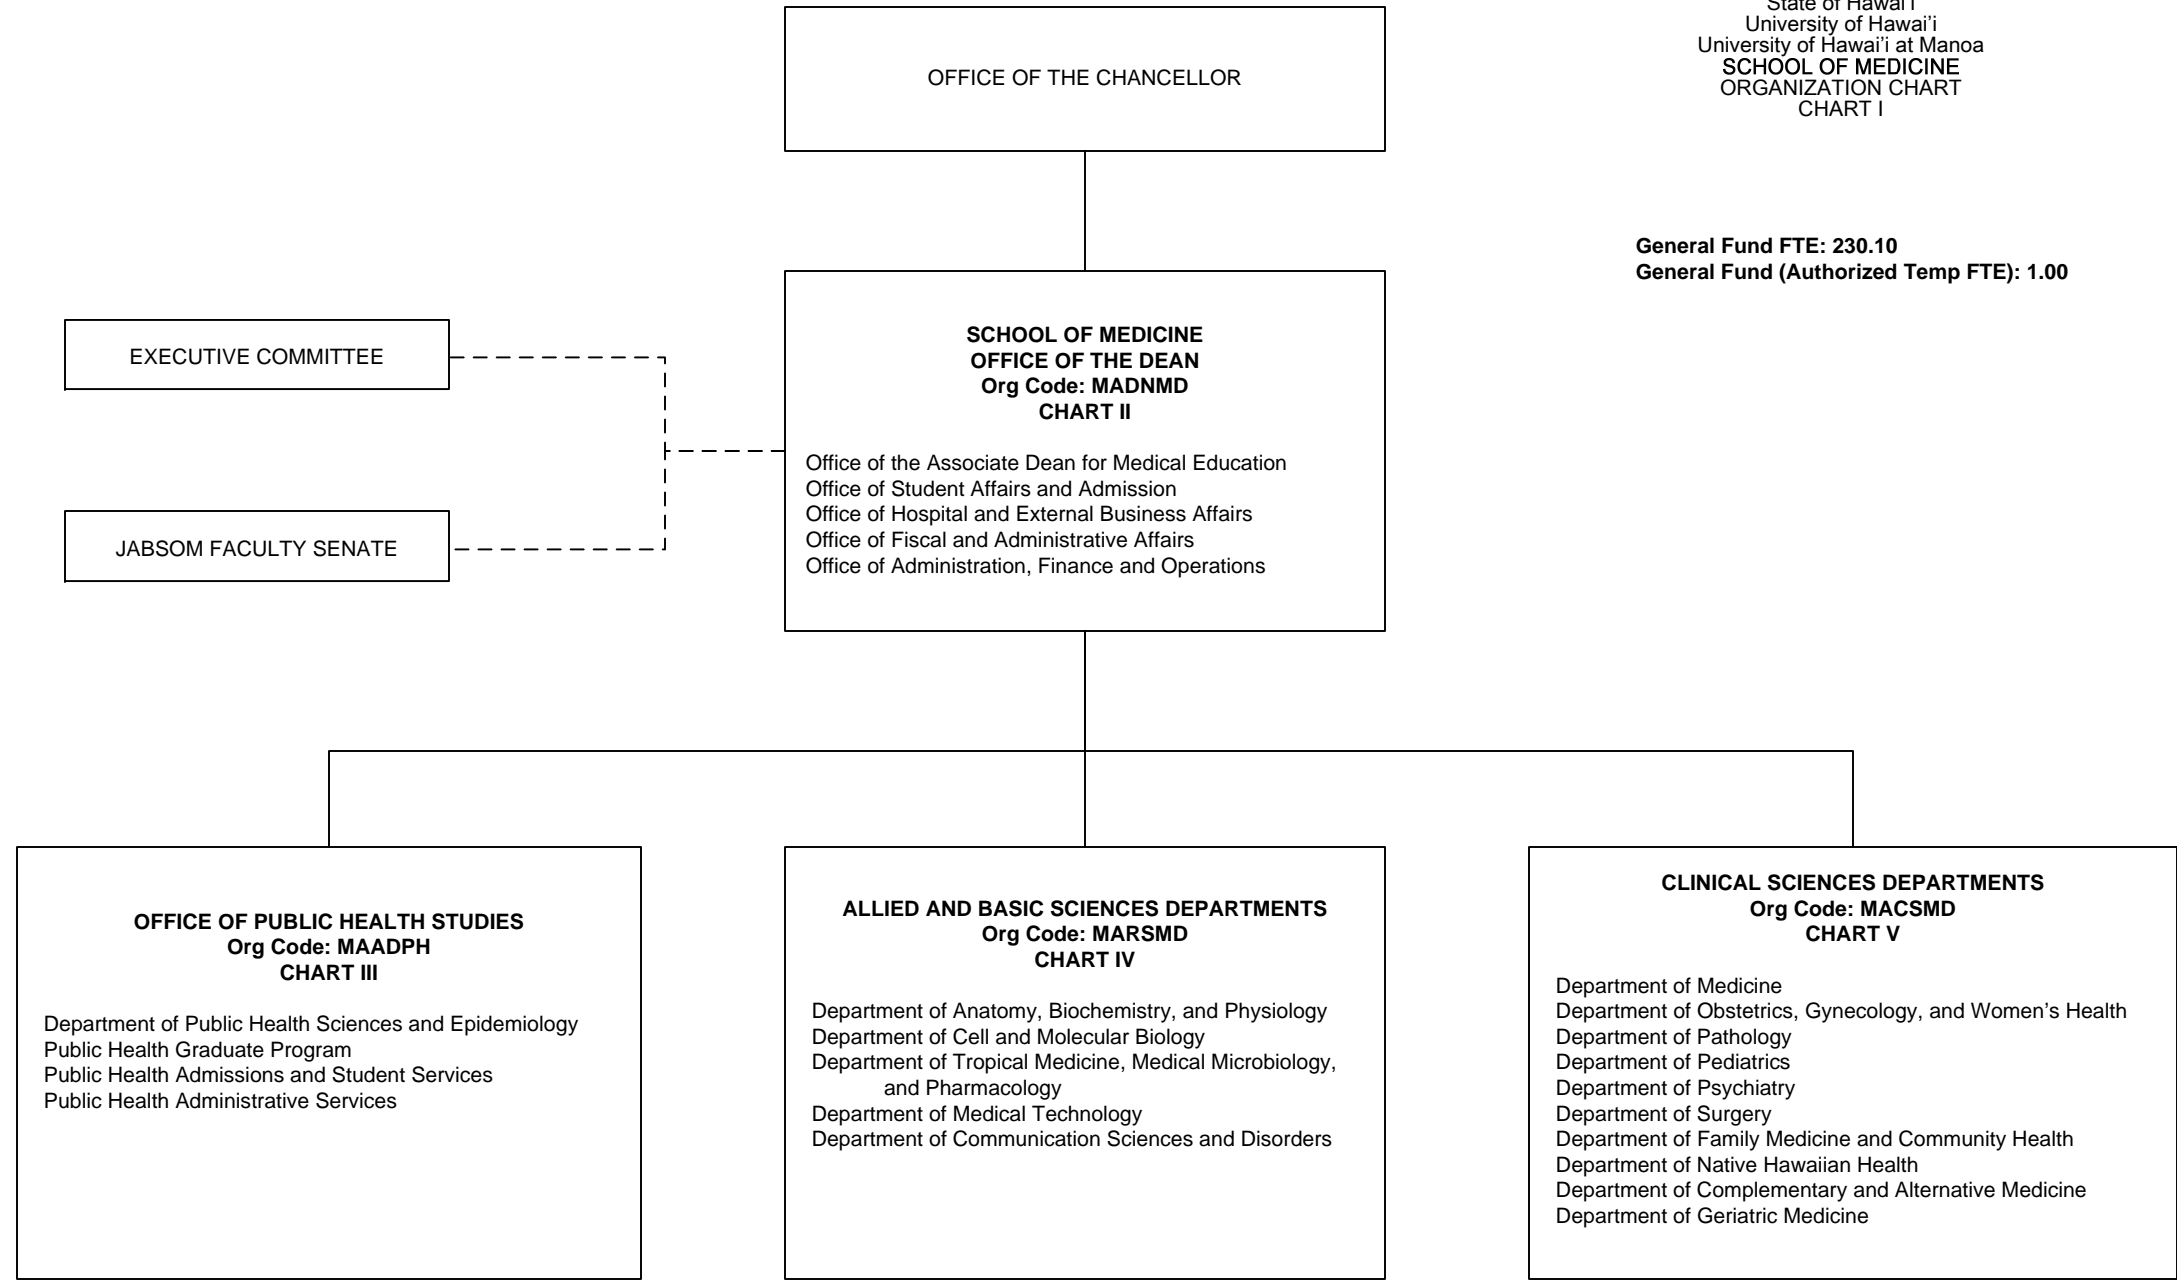 State of Hawai'i
University of Hawai'i
University of Hawai'i at Manoa
SCHOOL OF MEDICINE
ORGANIZATION CHART
CHART I
OFFICE OF THE CHANCELLOR
General Fund FTE: 230.10
General Fund (Authorized Temp FTE): 1.00
EXECUTIVE COMMITTEE
JABSOM FACULTY SENATE
SCHOOL OF MEDICINE
OFFICE OF THE DEAN
Org Code: MADNMD
CHART II
Office of the Associate Dean for Medical Education
Office of Student Affairs and Admission
Office of Hospital and External Business Affairs
Office of Fiscal and Administrative Affairs
Office of Administration, Finance and Operations
OFFICE OF PUBLIC HEALTH STUDIES
Org Code: MAADPH
CHART III
Department of Public Health Sciences and Epidemiology
Public Health Graduate Program
Public Health Admissions and Student Services
Public Health Administrative Services
ALLIED AND BASIC SCIENCES DEPARTMENTS
Org Code: MARSMD
CHART IV
Department of Anatomy, Biochemistry, and Physiology
Department of Cell and Molecular Biology
Department of Tropical Medicine, Medical Microbiology,
and Pharmacology
Department of Medical Technology
Department of Communication Sciences and Disorders
CLINICAL SCIENCES DEPARTMENTS
Org Code: MACSMD
CHART V
Department of Medicine
Department of Obstetrics, Gynecology, and Women’s Health
Department of Pathology
Department of Pediatrics
Department of Psychiatry
Department of Surgery
Department of Family Medicine and Community Health
Department of Native Hawaiian Health
Department of Complementary and Alternative Medicine
Department of Geriatric Medicine